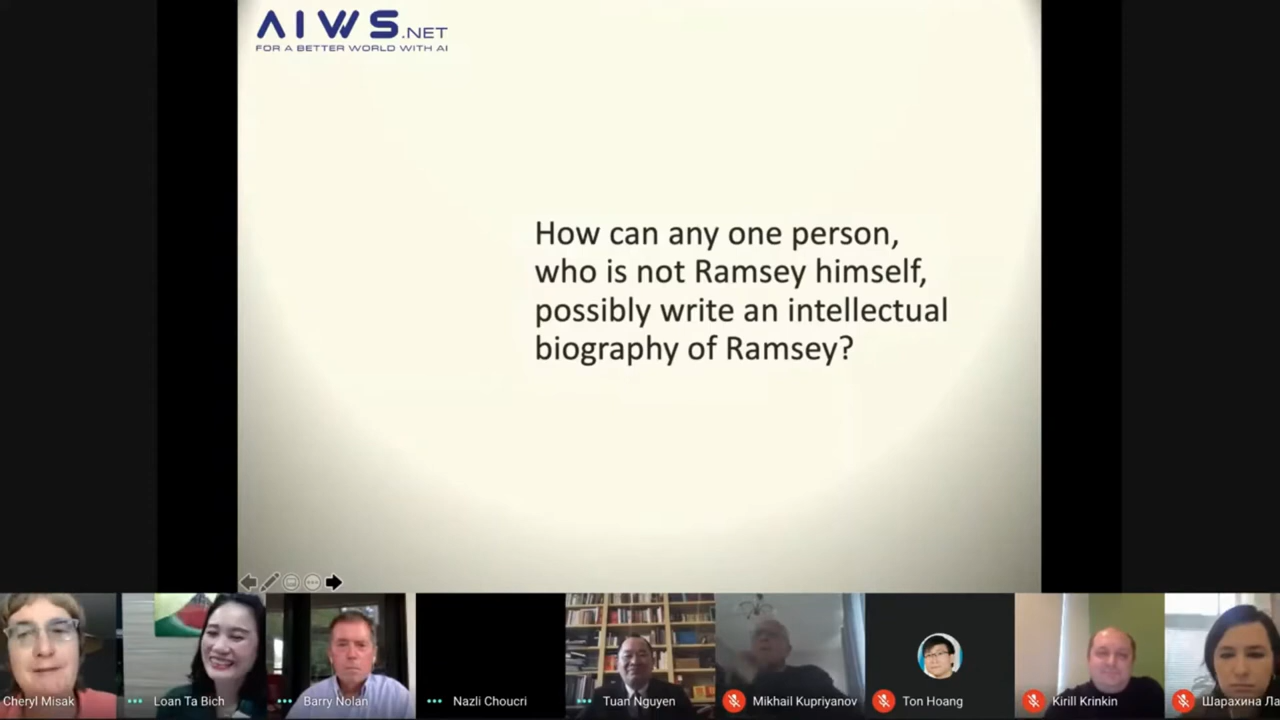 AIWS.NET
FOR A BETTER WORLD WITH AI
How can any one person,
who is not Ramsey himself,
possibly write an intellectual
biography of Ramsey?
Cheryl Misak
Loan Ta Bich
Barry Nolan
Nazli Choucri
Tuan Nguyen
Mikhail Kupriyanov
Ton Hoang
Kirill Krinkin
Шарахина Ла